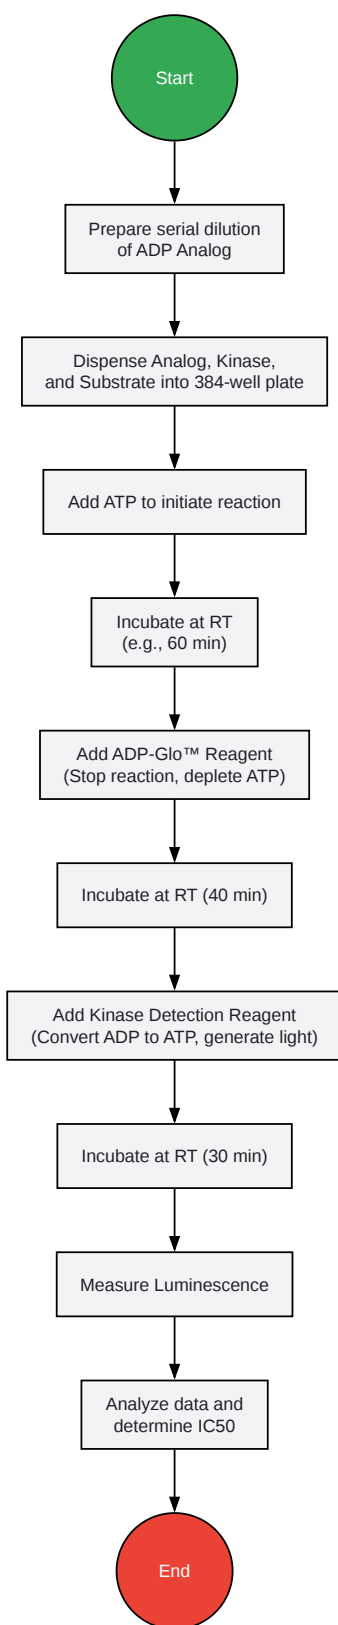 Start
Prepare serial dilution
of ADP Analog
Dispense Analog, Kinase,
and Substrate into 384-well plate
Add ATP to initiate reaction
Incubate at RT
(e.g., 60 min)
Add ADP-Glo™ Reagent
(Stop reaction, deplete ATP)
Incubate at RT (40 min)
Add Kinase Detection Reagent
(Convert ADP to ATP, generate light)
Incubate at RT (30 min)
Measure Luminescence
Analyze data and
determine IC50
End